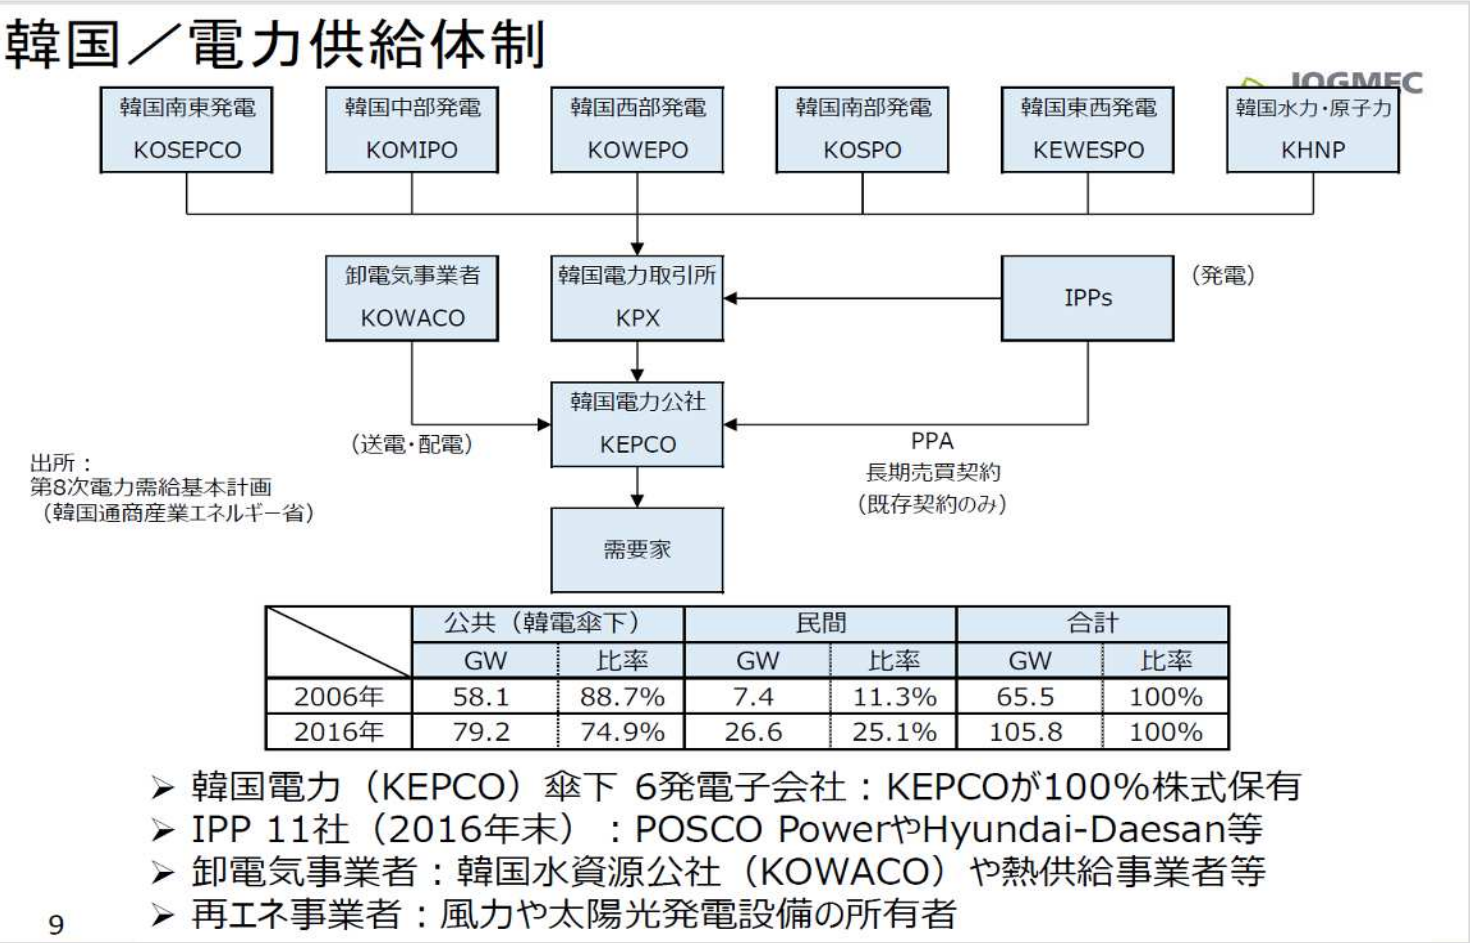 韓国／電力供給体制
JOGMEC
韓国南東発電
KOSEPCO
韓国中部発電
KOMIPO
韓国西部発電
KOWEPO
韓国南部発電
KOSPO
韓国東西発電
KEWESPO
韓国水力・原子力
KHNP
卸電気事業者
KOWACO
韓国電力取引所
KPX
IPPs
（発電）
韓国電力公社
KEPCO
（送電・配電）
PPA
長期売買契約
（既存契約のみ）
出所：
第8次電力需給基本計画
（韓国通商産業エネルギー省）
需要家
公共（韓電傘下） 民間 合計
GW 比率 GW 比率 GW 比率
2006年 58.1 88.7% 7.4 11.3% 65.5 100%
2016年 79.2 74.9% 26.6 25.1% 105.8 100%
➢ 韓国電力（KEPCO）傘下 6発電子会社：KEPCOが100%株式保有
➢ IPP 11社（2016年末）：POSCO PowerやHyundai-Daesan等
➢ 卸電気事業者：韓国水資源公社（KOWACO）や熱供給事業者等
➢ 再エネ事業者：風力や太陽光発電設備の所有者
9